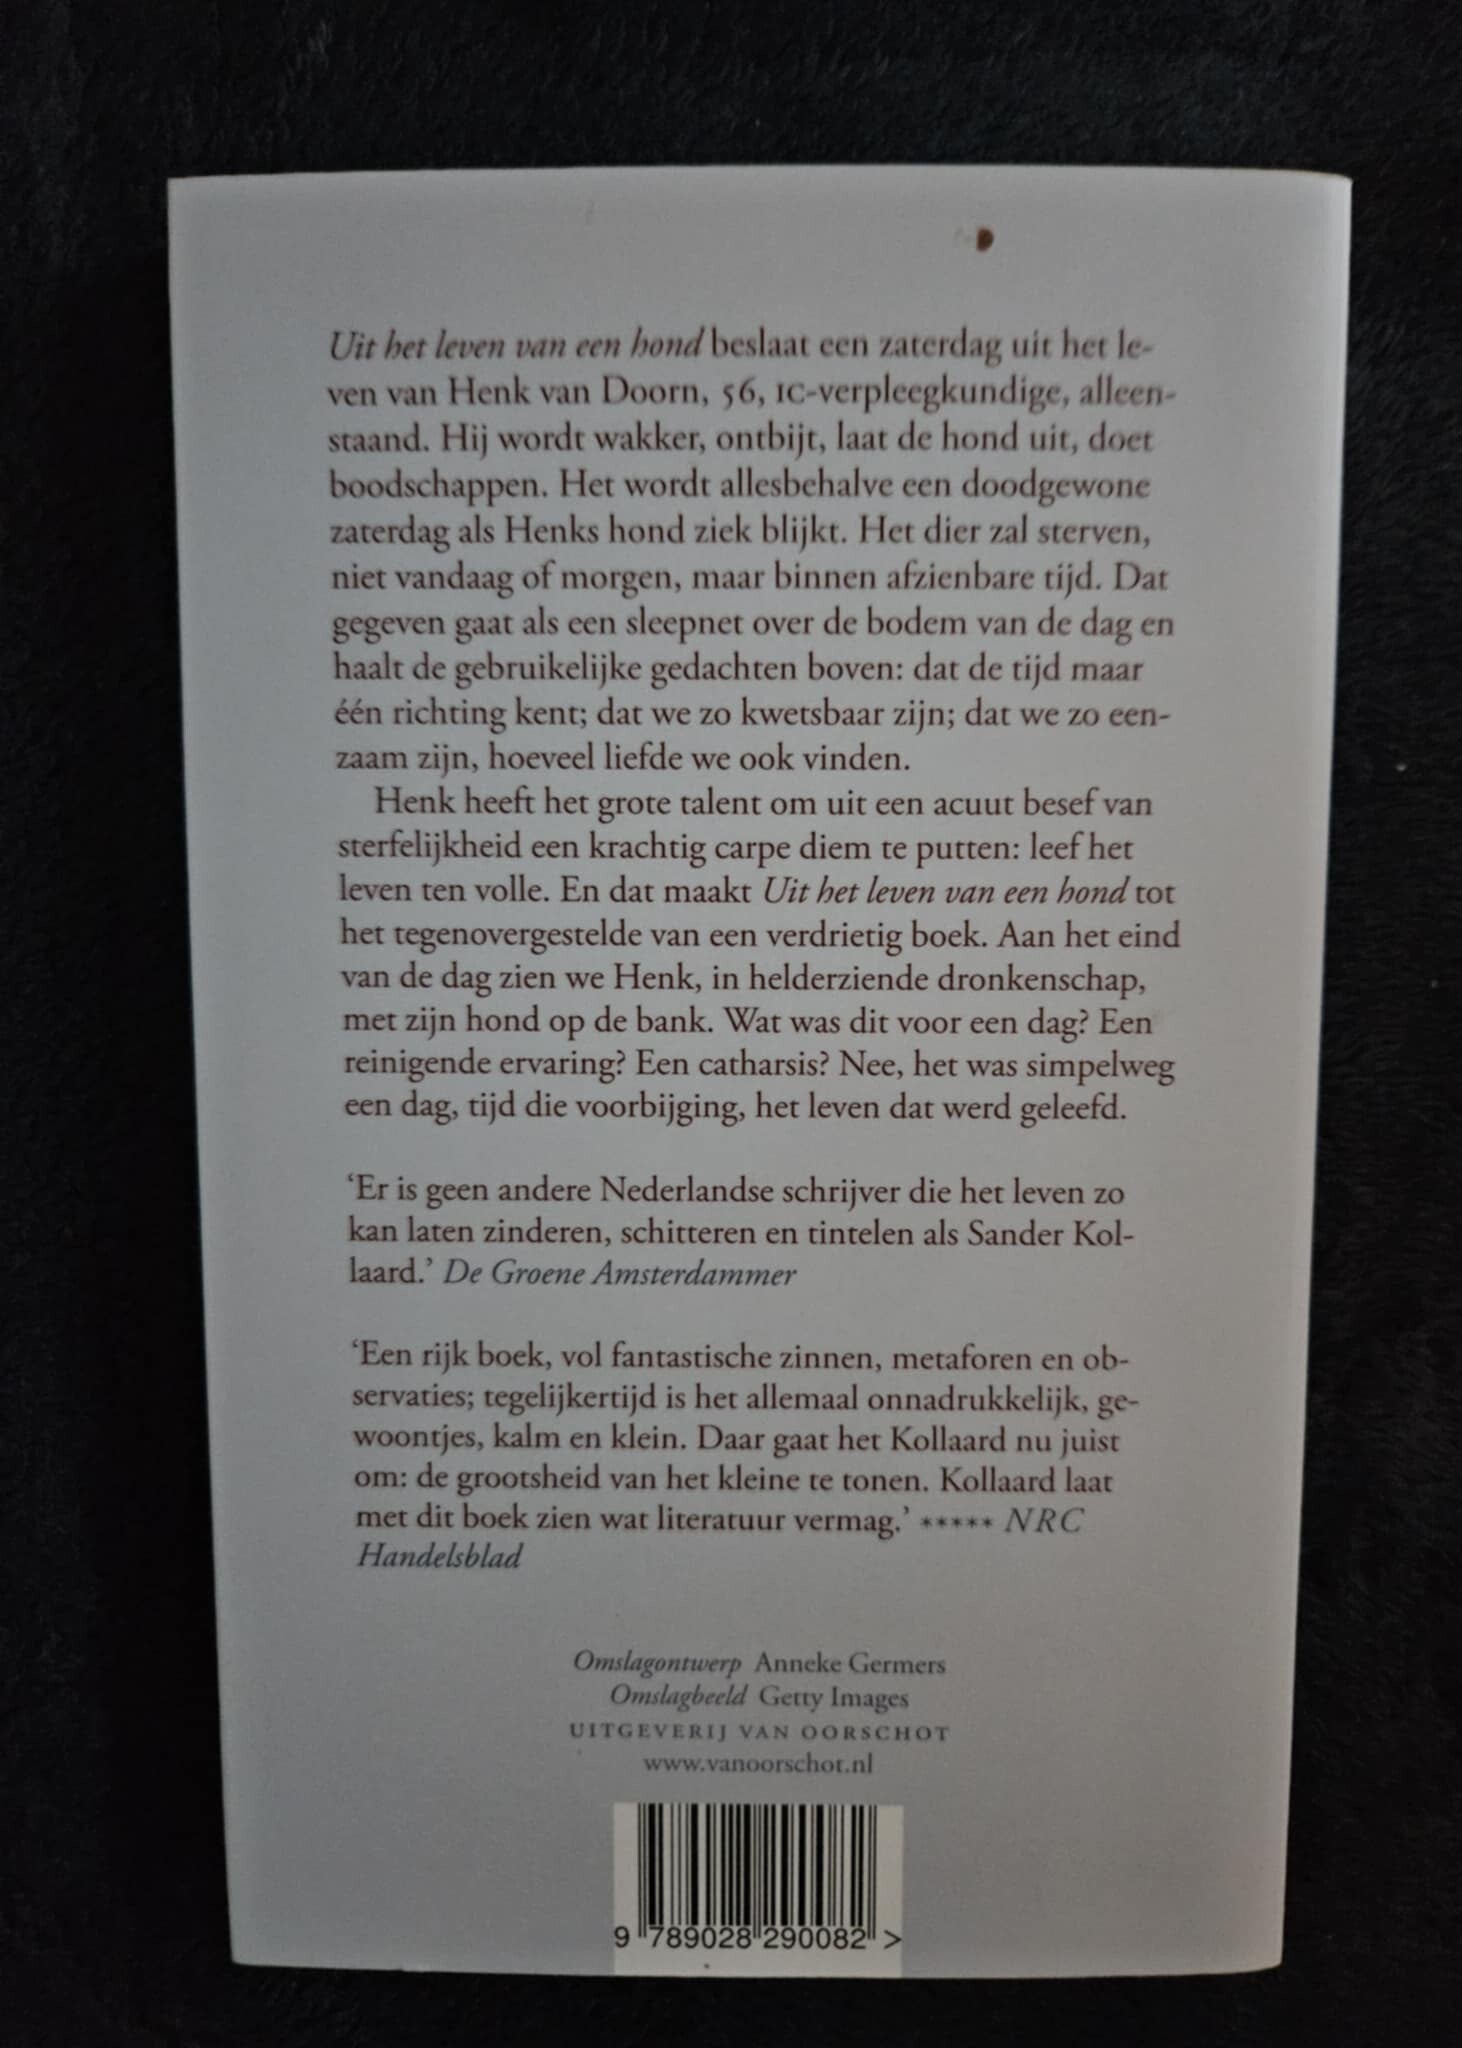 Uit het leven van een hond beslaat een zaterdag uit het le-
ven van Henk van Doorn, 56, IC-verpleegkundige, alleen-
staand. Hij wordt wakker, ontbijt, laat de hond uit, doet
boodschappen. Het wordt allesbehalve een doodgewone
zaterdag als Henks hond ziek blijkt. Het dier zal sterven,
niet vandaag of morgen, maar binnen afzienbare tijd. Dat
gegeven gaat als een sleepnet over de bodem van de dag en
haalt de gebruikelijke gedachten boven: dat de tijd maar
één richting kent; dat we zo kwetsbaar zijn; dat we zo een-
zaam zijn, hoeveel liefde we ook vinden.
Henk heeft het grote talent om uit een acuut besef van
sterfelijkheid een krachtig carpe diem te putten: leef het
leven ten volle. En dat maakt Uit het leven van een hond tot
het tegenovergestelde van een verdrietig boek. Aan het eind
van de dag zien we Henk, in helderziende dronkenschap,
met zijn hond op de bank. Wat was dit voor een dag? Een
reinigende ervaring? Een catharsis? Nee, het was simpelweg
een dag, tijd die voorbijging, het leven dat werd geleefd.
‘Er is geen andere Nederlandse schrijver die het leven zo
kan laten zinderen, schitteren en tintelen als Sander Kol-
laard.’ De Groene Amsterdammer
‘Een rijk boek, vol fantastische zinnen, metaforen en ob-
servaties; tegelijkertijd is het allemaal onnadrukkelijk, ge-
woontjes, kalm en klein. Daar gaat het Kollaard nu juist
om: de grootsheid van het kleine te tonen. Kollaard laat
met dit boek zien wat literatuur vermag.’ ***** NRC
Handelsblad
Omslagontwerp Anneke Germers
Omslagbeeld Getty Images
UITGEVERIJ VAN OORSCHOT
www.vanoorschot.nl
9 789028 290082 >